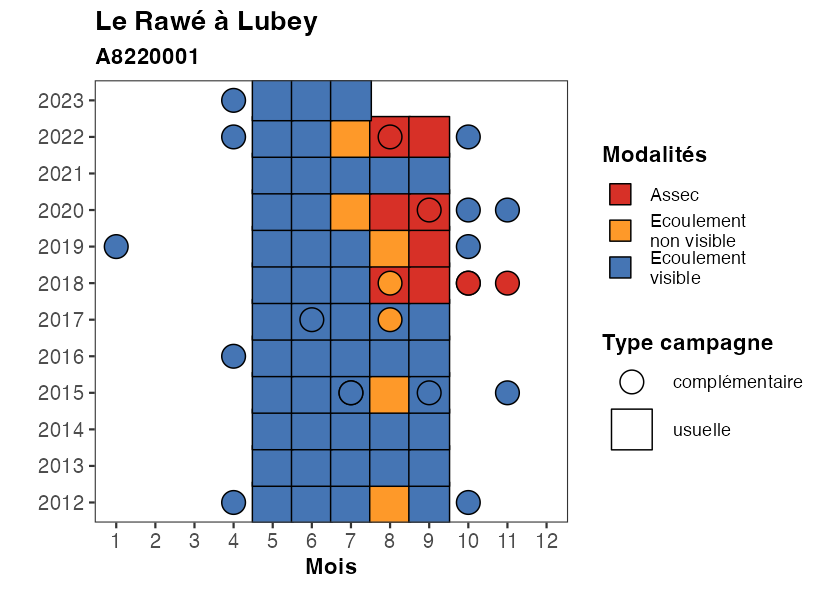 Le Rawé à Lubey
A8220001
2023
2022
2021
2020
2019
2018
2017
2016
2015
2014
2013
2012
1 2 3 4 5 6 7 8 9 10 11 12
Mois
Modalités
Assec
Ecoulement
non visible
Ecoulement
visible
Type campagne
complémentaire
usuelle